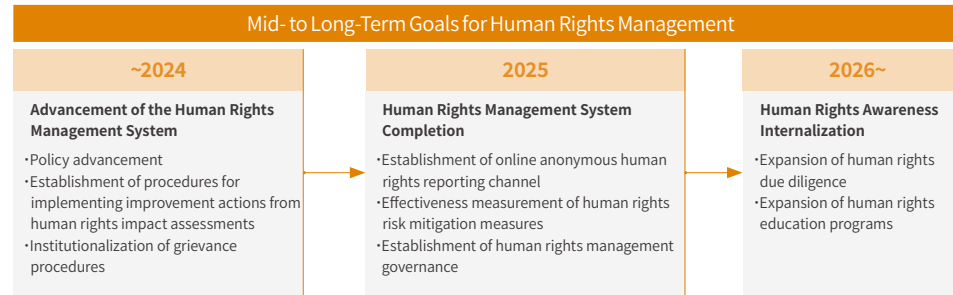 Mid- to Long-Term Goals for Human Rights Management
~2024
Advancement of the Human Rights
Management System
·Policy advancement
·Establishment of procedures for
implementing improvement actions from
human rights impact assessments
·Institutionalization of grievance
procedures
2025
Human Rights Management System
Completion
·Establishment of online anonymous human
rights reporting channel
·Effectiveness measurement of human rights
risk mitigation measures
·Establishment of human rights management
governance
2026~
Human Rights Awareness
Internalization
·Expansion of human rights
due diligence
·Expansion of human rights
education programs